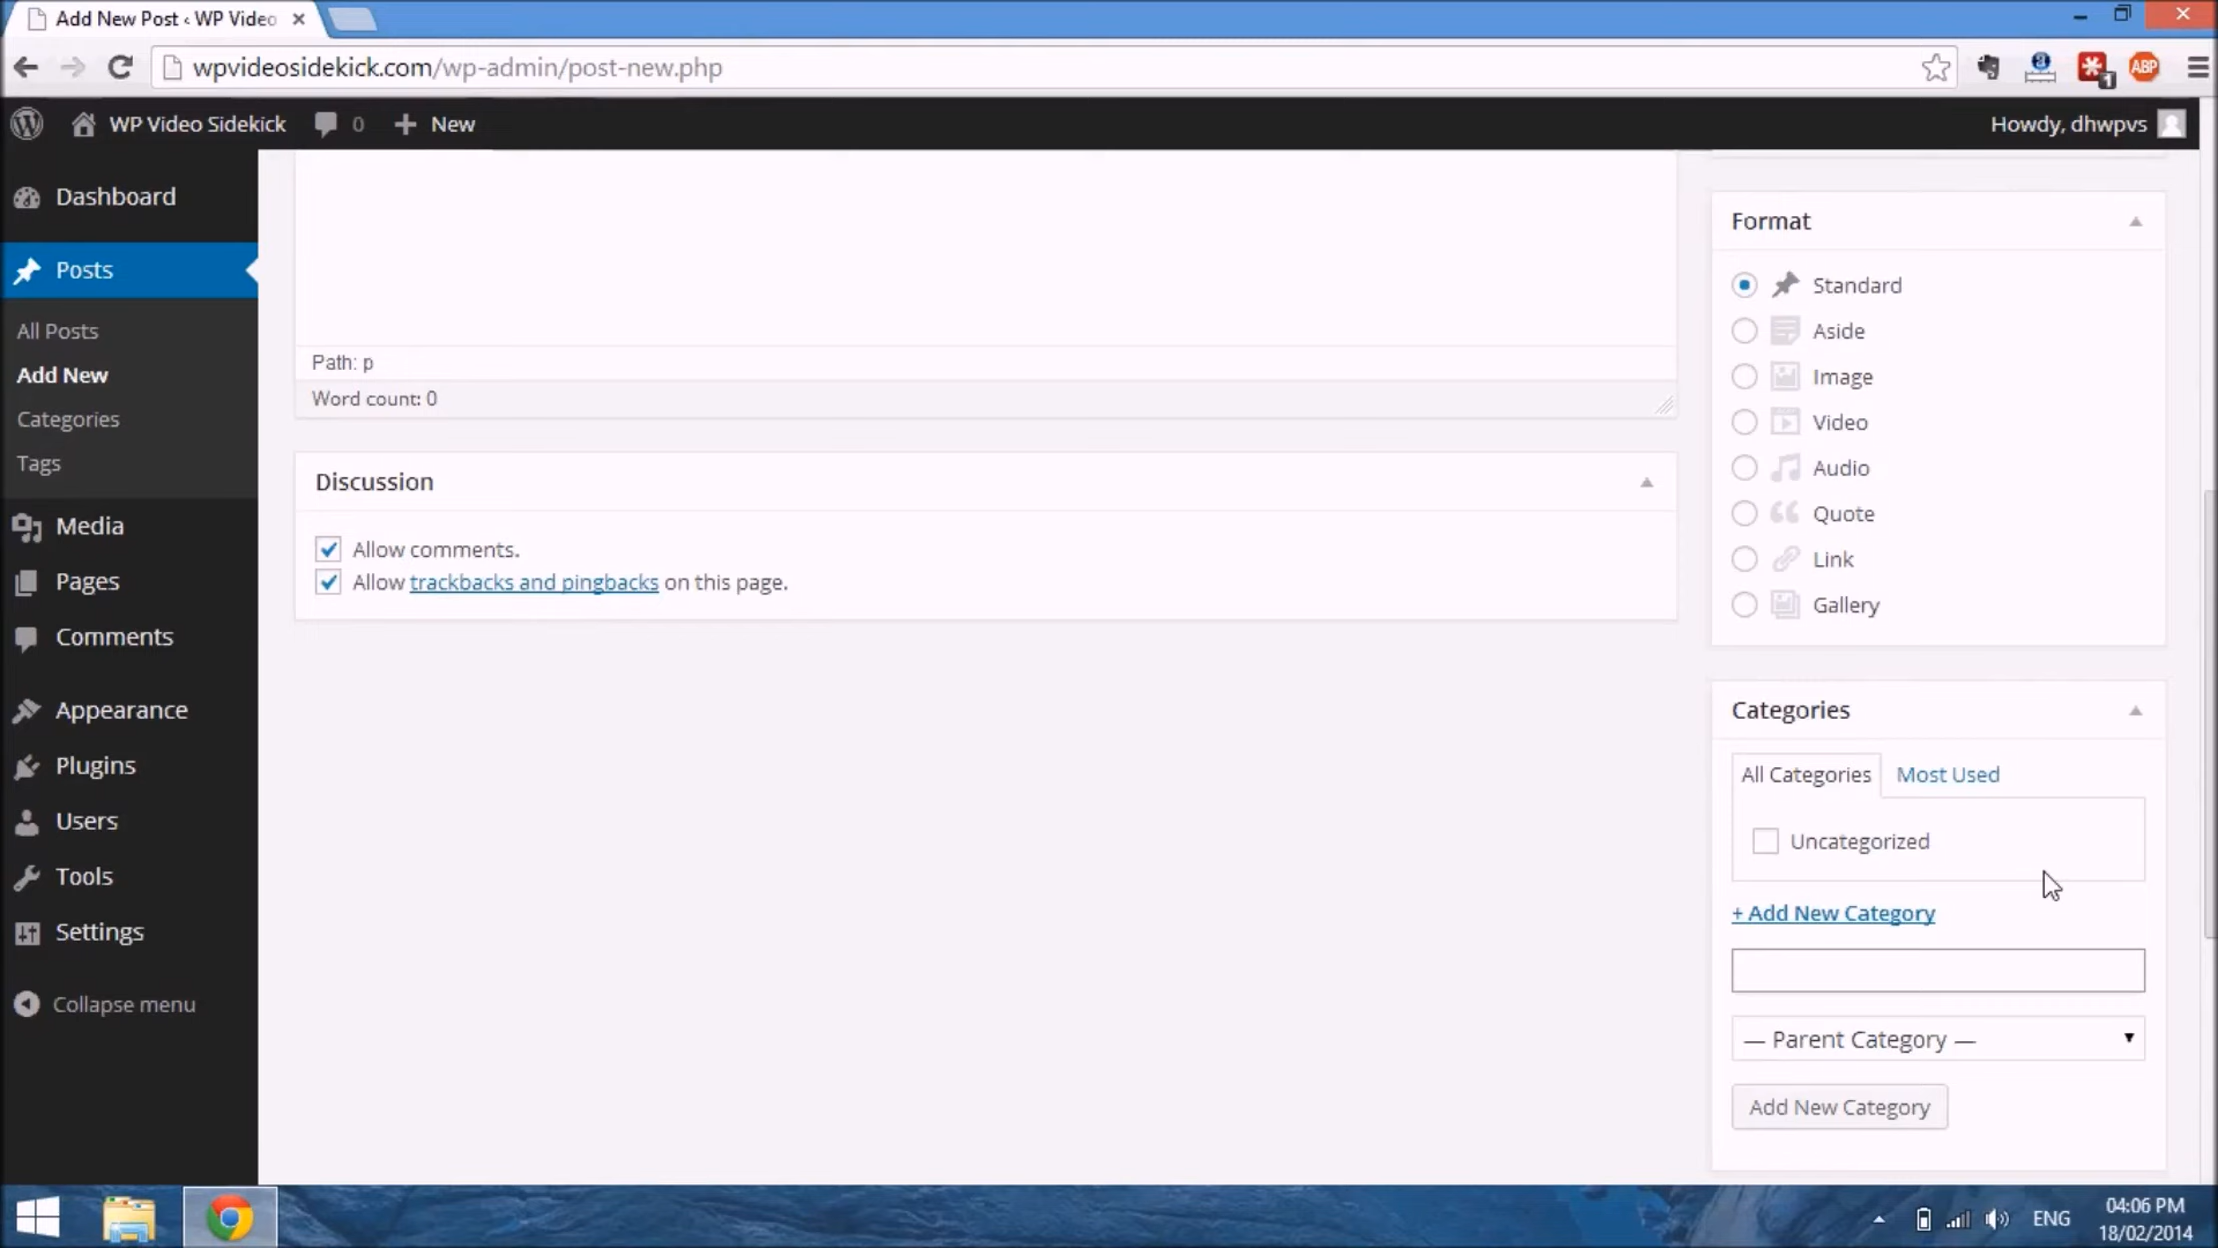 Add New Post ‹ WP Video
wpvideosidekick.com/wp-admin/post-new.php
a
1
ABP
WP Video Sidekick
0
+ New
Howdy, dhwpvs
Dashboard
Posts
All Posts
Add New
Categories
Tags
Media
Pages
Comments
Appearance
Plugins
Users
Tools
Settings
Collapse menu
Path: p
Word count: 0
Discussion
Allow comments.
Allow trackbacks and pingbacks on this page.
Format
Standard
Aside
Image
Video
Audio
Quote
Link
Gallery
Categories
All Categories
Most Used
Uncategorized
+ Add New Category
— Parent Category —
Add New Category
ENG
04:06 PM
18/02/2014